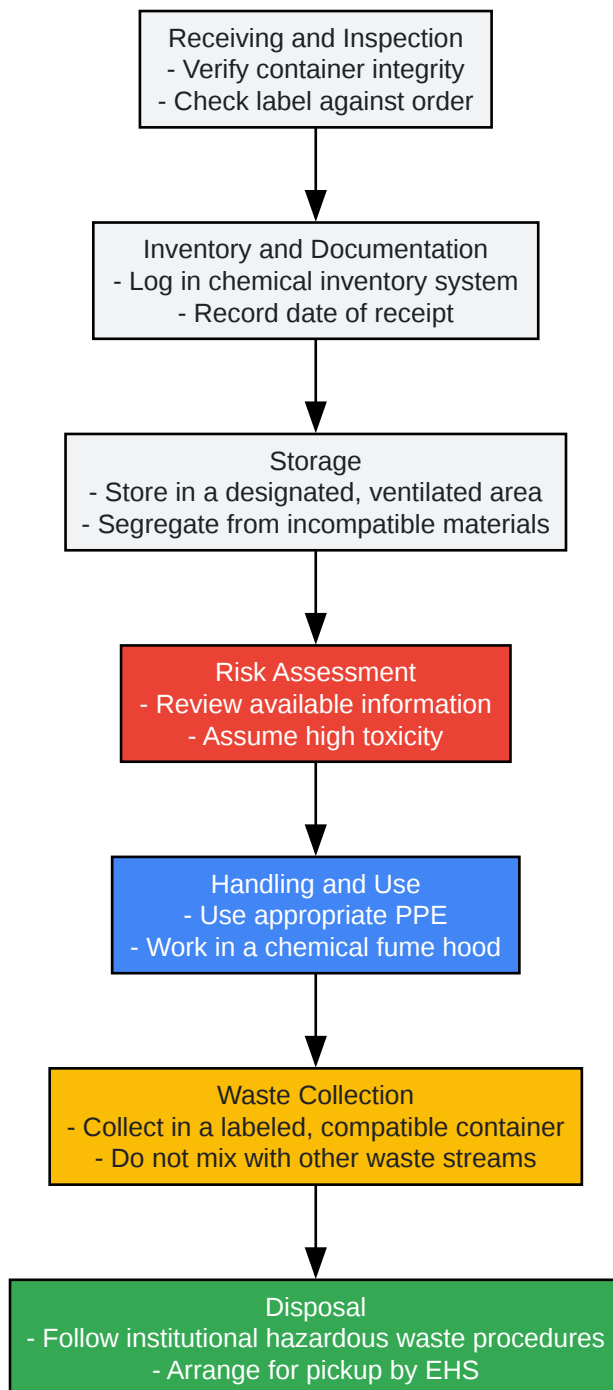 Receiving and Inspection
- Verify container integrity
- Check label against order
Inventory and Documentation
- Log in chemical inventory system
- Record date of receipt
Storage
- Store in a designated, ventilated area
- Segregate from incompatible materials
Risk Assessment
- Review available information
- Assume high toxicity
Handling and Use
- Use appropriate PPE
- Work in a chemical fume hood
Waste Collection
- Collect in a labeled, compatible container
- Do not mix with other waste streams
Disposal
- Follow institutional hazardous waste procedures
- Arrange for pickup by EHS